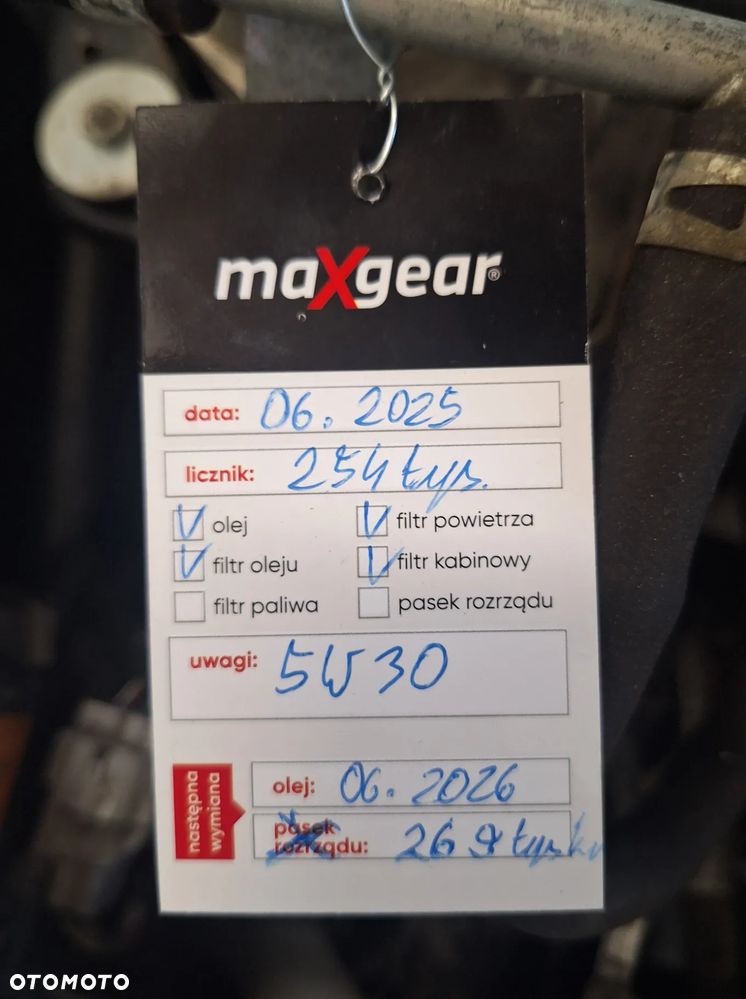 maXgear®
data: 06. 2025
licznik: 254 tys.
olej
filtr powietrza
filtr oleju
filtr kabinowy
filtr paliwa
pasek rozrządu
uwagi: 5W30
następna
wymiana
olej: 06. 2026
pasek
rozrządu: 269 tys km
OTOMOTO